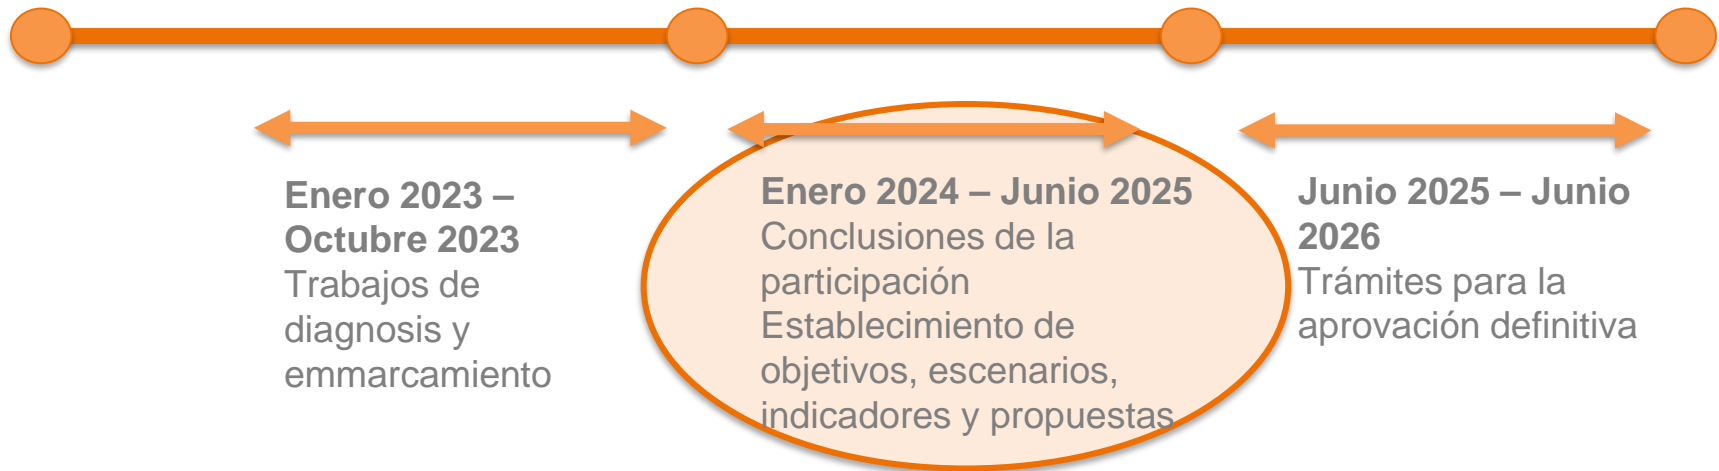 Enero 2023 –
Octubre 2023
Trabajos de
diagnosis y
emmarcamiento
Enero 2024 – Junio 2025
Conclusiones de la
participación
Establecimiento de
objetivos, escenarios,
indicadores y propuestas
Junio 2025 – Junio
2026
Trámites para la
aprovación definitiva